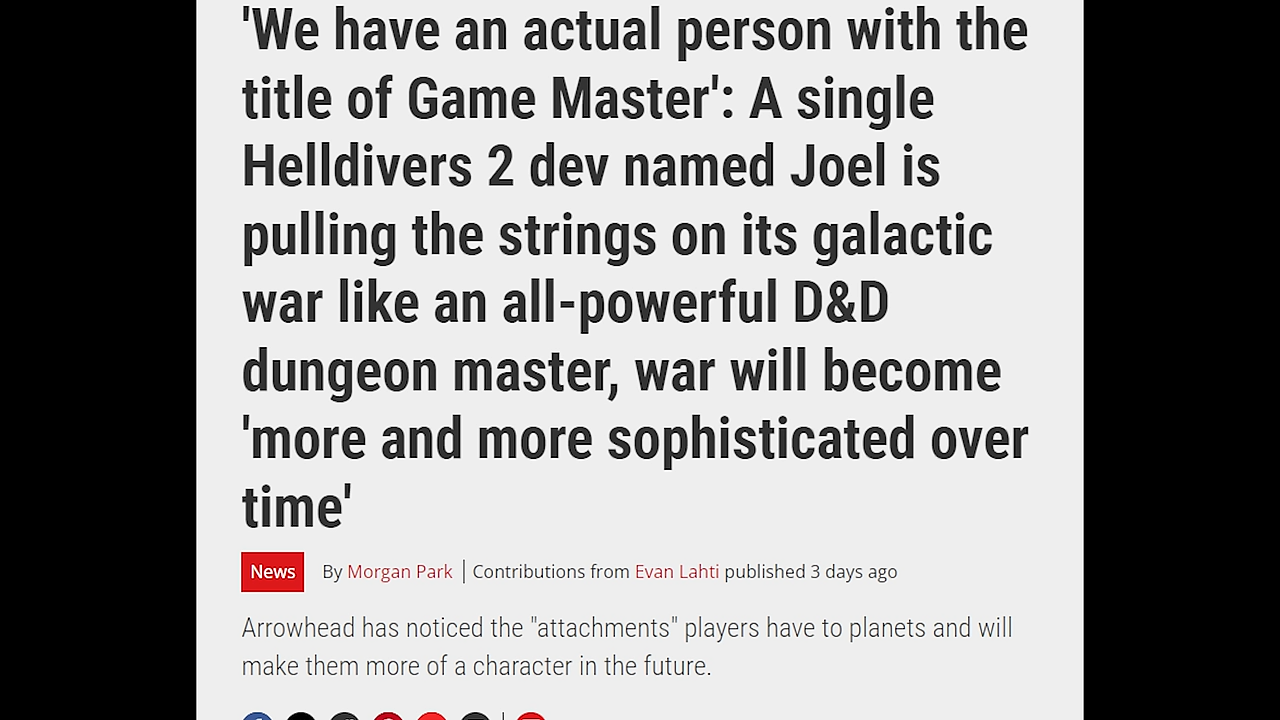 'We have an actual person with the
title of Game Master': A single
Helldivers 2 dev named Joel is
pulling the strings on its galactic
war like an all-powerful D&D
dungeon master, war will become
'more and more sophisticated over
time'
News By Morgan Park | Contributions from Evan Lahti published 3 days ago
Arrowhead has noticed the "attachments" players have to planets and will
make them more of a character in the future.